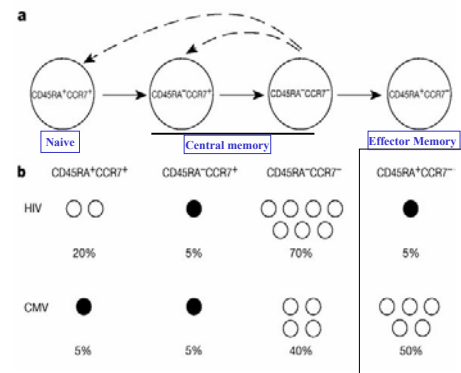 a
CD45RA⁺CCR7⁺ CD45RA⁻CCR7⁺ CD45RA⁻CCR7⁻ CD45RA⁺CCR7⁻
Naive Central memory Effector Memory
b CD45RA⁺CCR7⁺ CD45RA⁻CCR7⁺ CD45RA⁻CCR7⁻ CD45RA⁺CCR7⁻
HIV
20% 5% 70% 5%
CMV
5% 5% 40% 50%